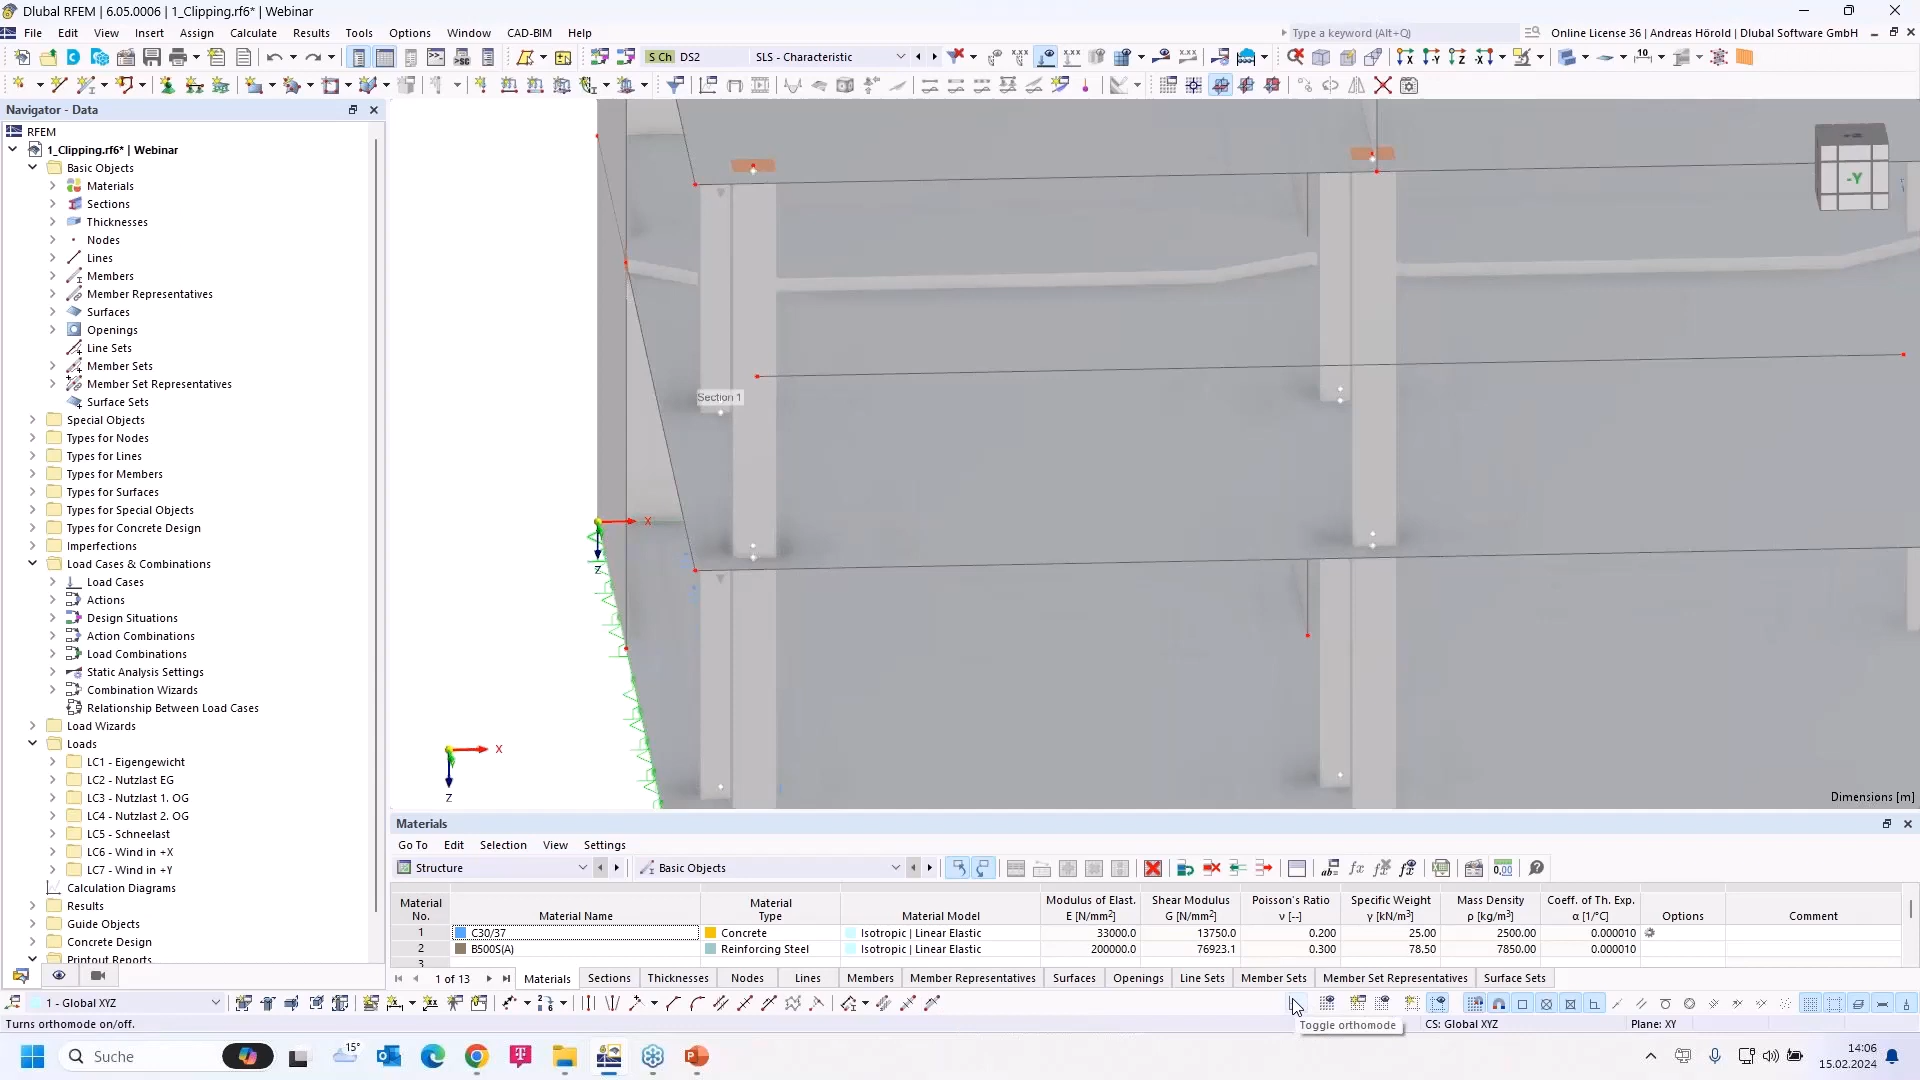 Dlubal RFEM | 6.05.0006 | 1_Clipping.rf6* | Webinar
File Edit View Insert Assign Calculate Results Tools Options Window CAD-BIM Help
Type a keyword (Alt+Q)
Online License 36 | Andreas Hörold | Dlubal Software GmbH
S Ch DS2 SLS - Characteristic
Navigator - Data
RFEM
1_Clipping.rf6* | Webinar
Basic Objects
Materials
Sections
Thicknesses
Nodes
Lines
Members
Member Representatives
Surfaces
Openings
Line Sets
Member Sets
Member Set Representatives
Surface Sets
Special Objects
Types for Nodes
Types for Lines
Types for Members
Types for Surfaces
Types for Special Objects
Types for Concrete Design
Imperfections
Load Cases & Combinations
Load Cases
Actions
Design Situations
Action Combinations
Load Combinations
Static Analysis Settings
Combination Wizards
Relationship Between Load Cases
Load Wizards
Loads
LC1 - Eigengewicht
LC2 - Nutzlast EG
LC3 - Nutzlast 1. OG
LC4 - Nutzlast 2. OG
LC5 - Schneelast
LC6 - Wind in +X
LC7 - Wind in +Y
Calculation Diagrams
Results
Guide Objects
Concrete Design
Printout Reports
-Y
Section 1
X
Z
X
Z
Dimensions [m]
Materials
Go To Edit Selection View Settings
Structure Basic Objects
Material No. Material Name Material Type Material Model Modulus of Elast. E [N/mm²] Shear Modulus G [N/mm²] Poisson's Ratio ν [--] Specific Weight γ [kN/m³] Mass Density ρ [kg/m³] Coeff. of Th. Exp. α [1/°C] Options Comment
1 C30/37 Concrete Isotropic | Linear Elastic 33000.0 13750.0 0.200 25.00 2500.00 0.000010
2 B500S(A) Reinforcing Steel Isotropic | Linear Elastic 200000.0 76923.1 0.300 78.50 7850.00 0.000010
3
1 of 13 Materials Sections Thicknesses Nodes Lines Members Member Representatives Surfaces Openings Line Sets Member Sets Member Set Representatives Surface Sets
1 - Global XYZ
Turns orthomode on/off.
Toggle orthomode
CS: Global XYZ
Plane: XY
Suche
15°
14:06
15.02.2024